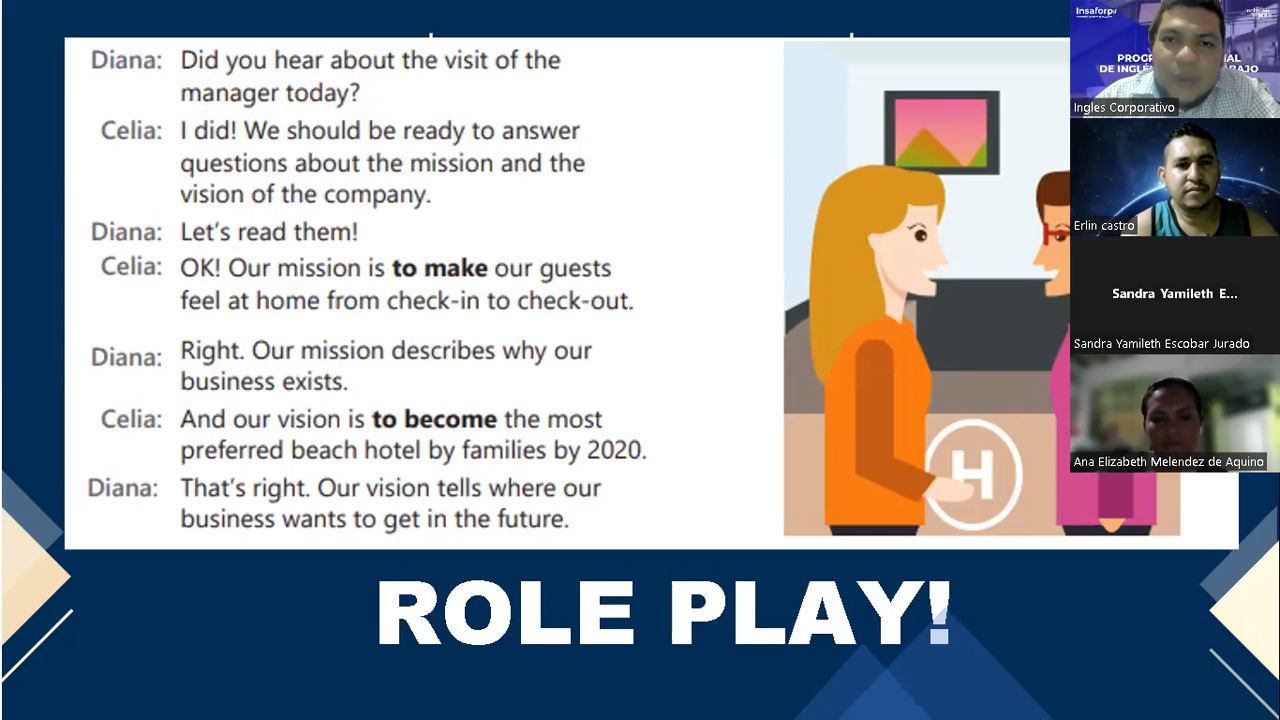 Diana: Did you hear about the visit of the
manager today?
Celia: I did! We should be ready to answer
questions about the mission and the
vision of the company.
Diana: Let's read them!
Celia: OK! Our mission is to make our guests
feel at home from check-in to check-out.
Diana: Right. Our mission describes why our
business exists.
Celia: And our vision is to become the most
preferred beach hotel by families by 2020.
Diana: That's right. Our vision tells where our
business wants to get in the future.
H
ROLE PLAY!
Insaforp
Ingles Corporativo
Erlin castro
Sandra Yamileth E...
Sandra Yamileth Escobar Jurado
Ana Elizabeth Melendez de Aquino